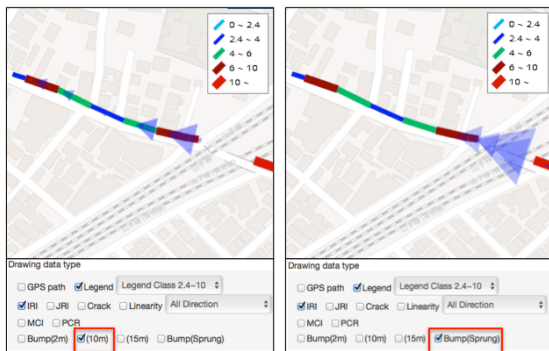 0 ~ 2.4
2.4 ~ 4
4 ~ 6
6 ~ 10
10 ~
Drawing data type
GPS path Legend Legend Class 2.4~10
IRI JRI Crack Linearity All Direction
MCI PCR
Bump(2m) (10m) (15m) Bump(Sprung)
0 ~ 2.4
2.4 ~ 4
4 ~ 6
6 ~ 10
10 ~
Drawing data type
GPS path Legend Legend Class 2.4~10
IRI JRI Crack Linearity All Direction
MCI PCR
Bump(2m) (10m) (15m) Bump(Sprung)